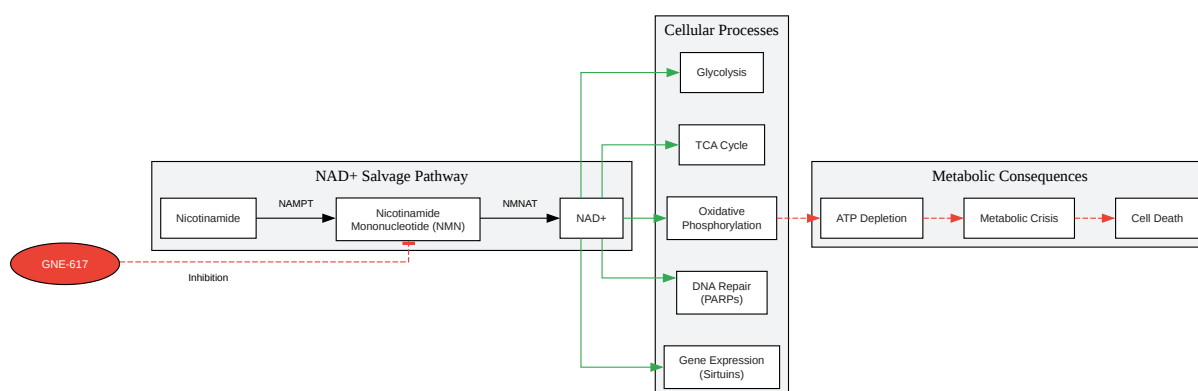 Cellular Processes
Glycolysis
TCA Cycle
NAD+ Salvage Pathway
Metabolic Consequences
NAMPT
NMNAT
Nicotinamide
Nicotinamide
Mononucleotide (NMN)
NAD+
Oxidative
Phosphorylation
ATP Depletion
Metabolic Crisis
Cell Death
GNE-617
Inhibition
DNA Repair
(PARPs)
Gene Expression
(Sirtuins)